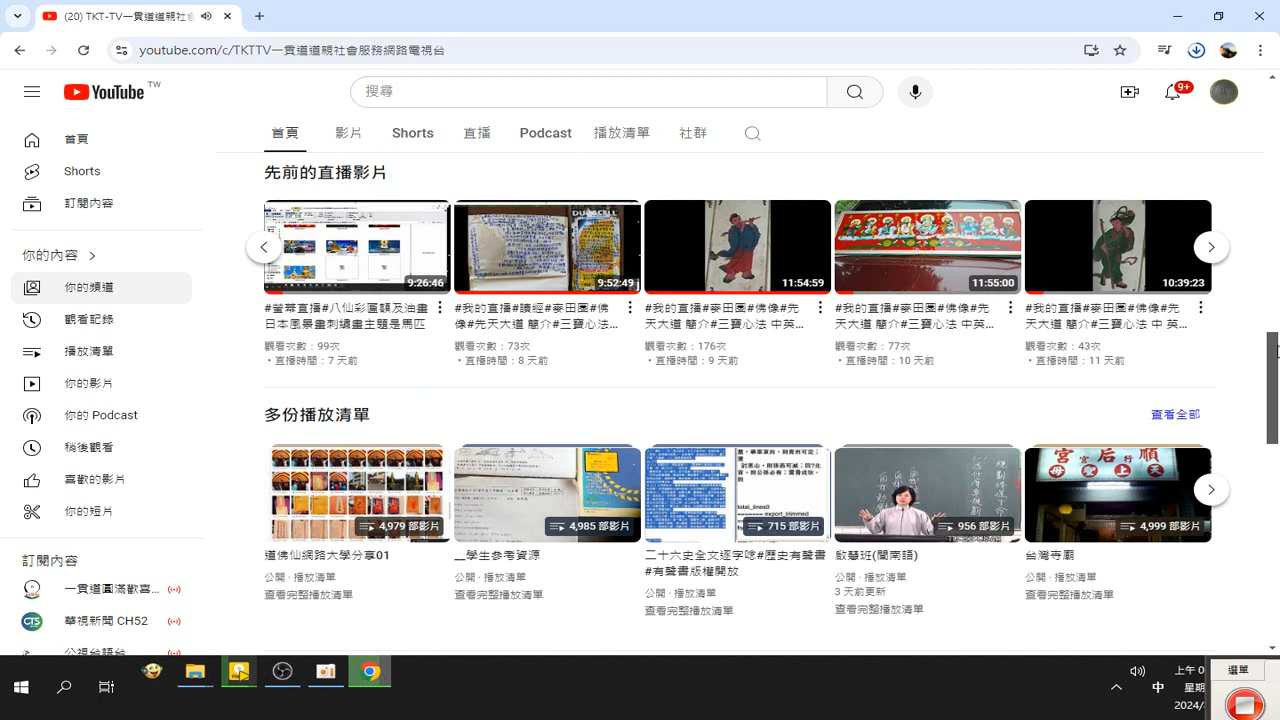 (20) TKT-TV一貫道道親社會
youtube.com/c/TKTTV一貫道道親社會服務網路電視台
YouTube TW
搜尋
9+
首頁 影片 Shorts 直播 Podcast 播放清單 社群
首頁
Shorts
訂閱內容
你的內容
你的頻道
觀看記錄
播放清單
你的影片
你的 Podcast
稍後觀看
喜歡的影片
你的短片
訂閱內容
一貫道圓滿歡喜...
華視新聞 CH52
公視台語台
先前的直播影片
9:26:46
9:52:49
11:54:59
11:55:00
10:39:23
#螢幕直播#八仙彩區額及油畫
日本風景畫刺繡畫主題是馬匹
觀看次數：99次
・直播時間：7 天前
#我的直播#讀經#麥田圈#佛
像#先天大道 簡介#三寶心法...
觀看次數：73次
・直播時間：8 天前
#我的直播#麥田圈#佛像#先
天大道 簡介#三寶心法 中英...
觀看次數：176次
・直播時間：9 天前
#我的直播#麥田圈#佛像#先
天大道 簡介#三寶心法 中英...
觀看次數：77次
・直播時間：10 天前
#我的直播#麥田圈#佛像#先
天大道 簡介#三寶心法 中 英...
觀看次數：43次
・直播時間：11 天前
多份播放清單
查看全部
4,979 部影片
4,985 部影片
715 部影片
956 部影片
宮后順
4,999 部影片
道佛仙網路大學分享01
公開 · 播放清單
查看完整播放清單
__學生參考資源
公開 · 播放清單
查看完整播放清單
二十六史全文逐字唸#歷史有聲書
#有聲書版權開放
公開 · 播放清單
查看完整播放清單
啟慧班(閩南語)
公開 · 播放清單
3 天前更新
查看完整播放清單
台灣寺廟
公開 · 播放清單
查看完整播放清單
上午 0
中
星期
2024/
選單